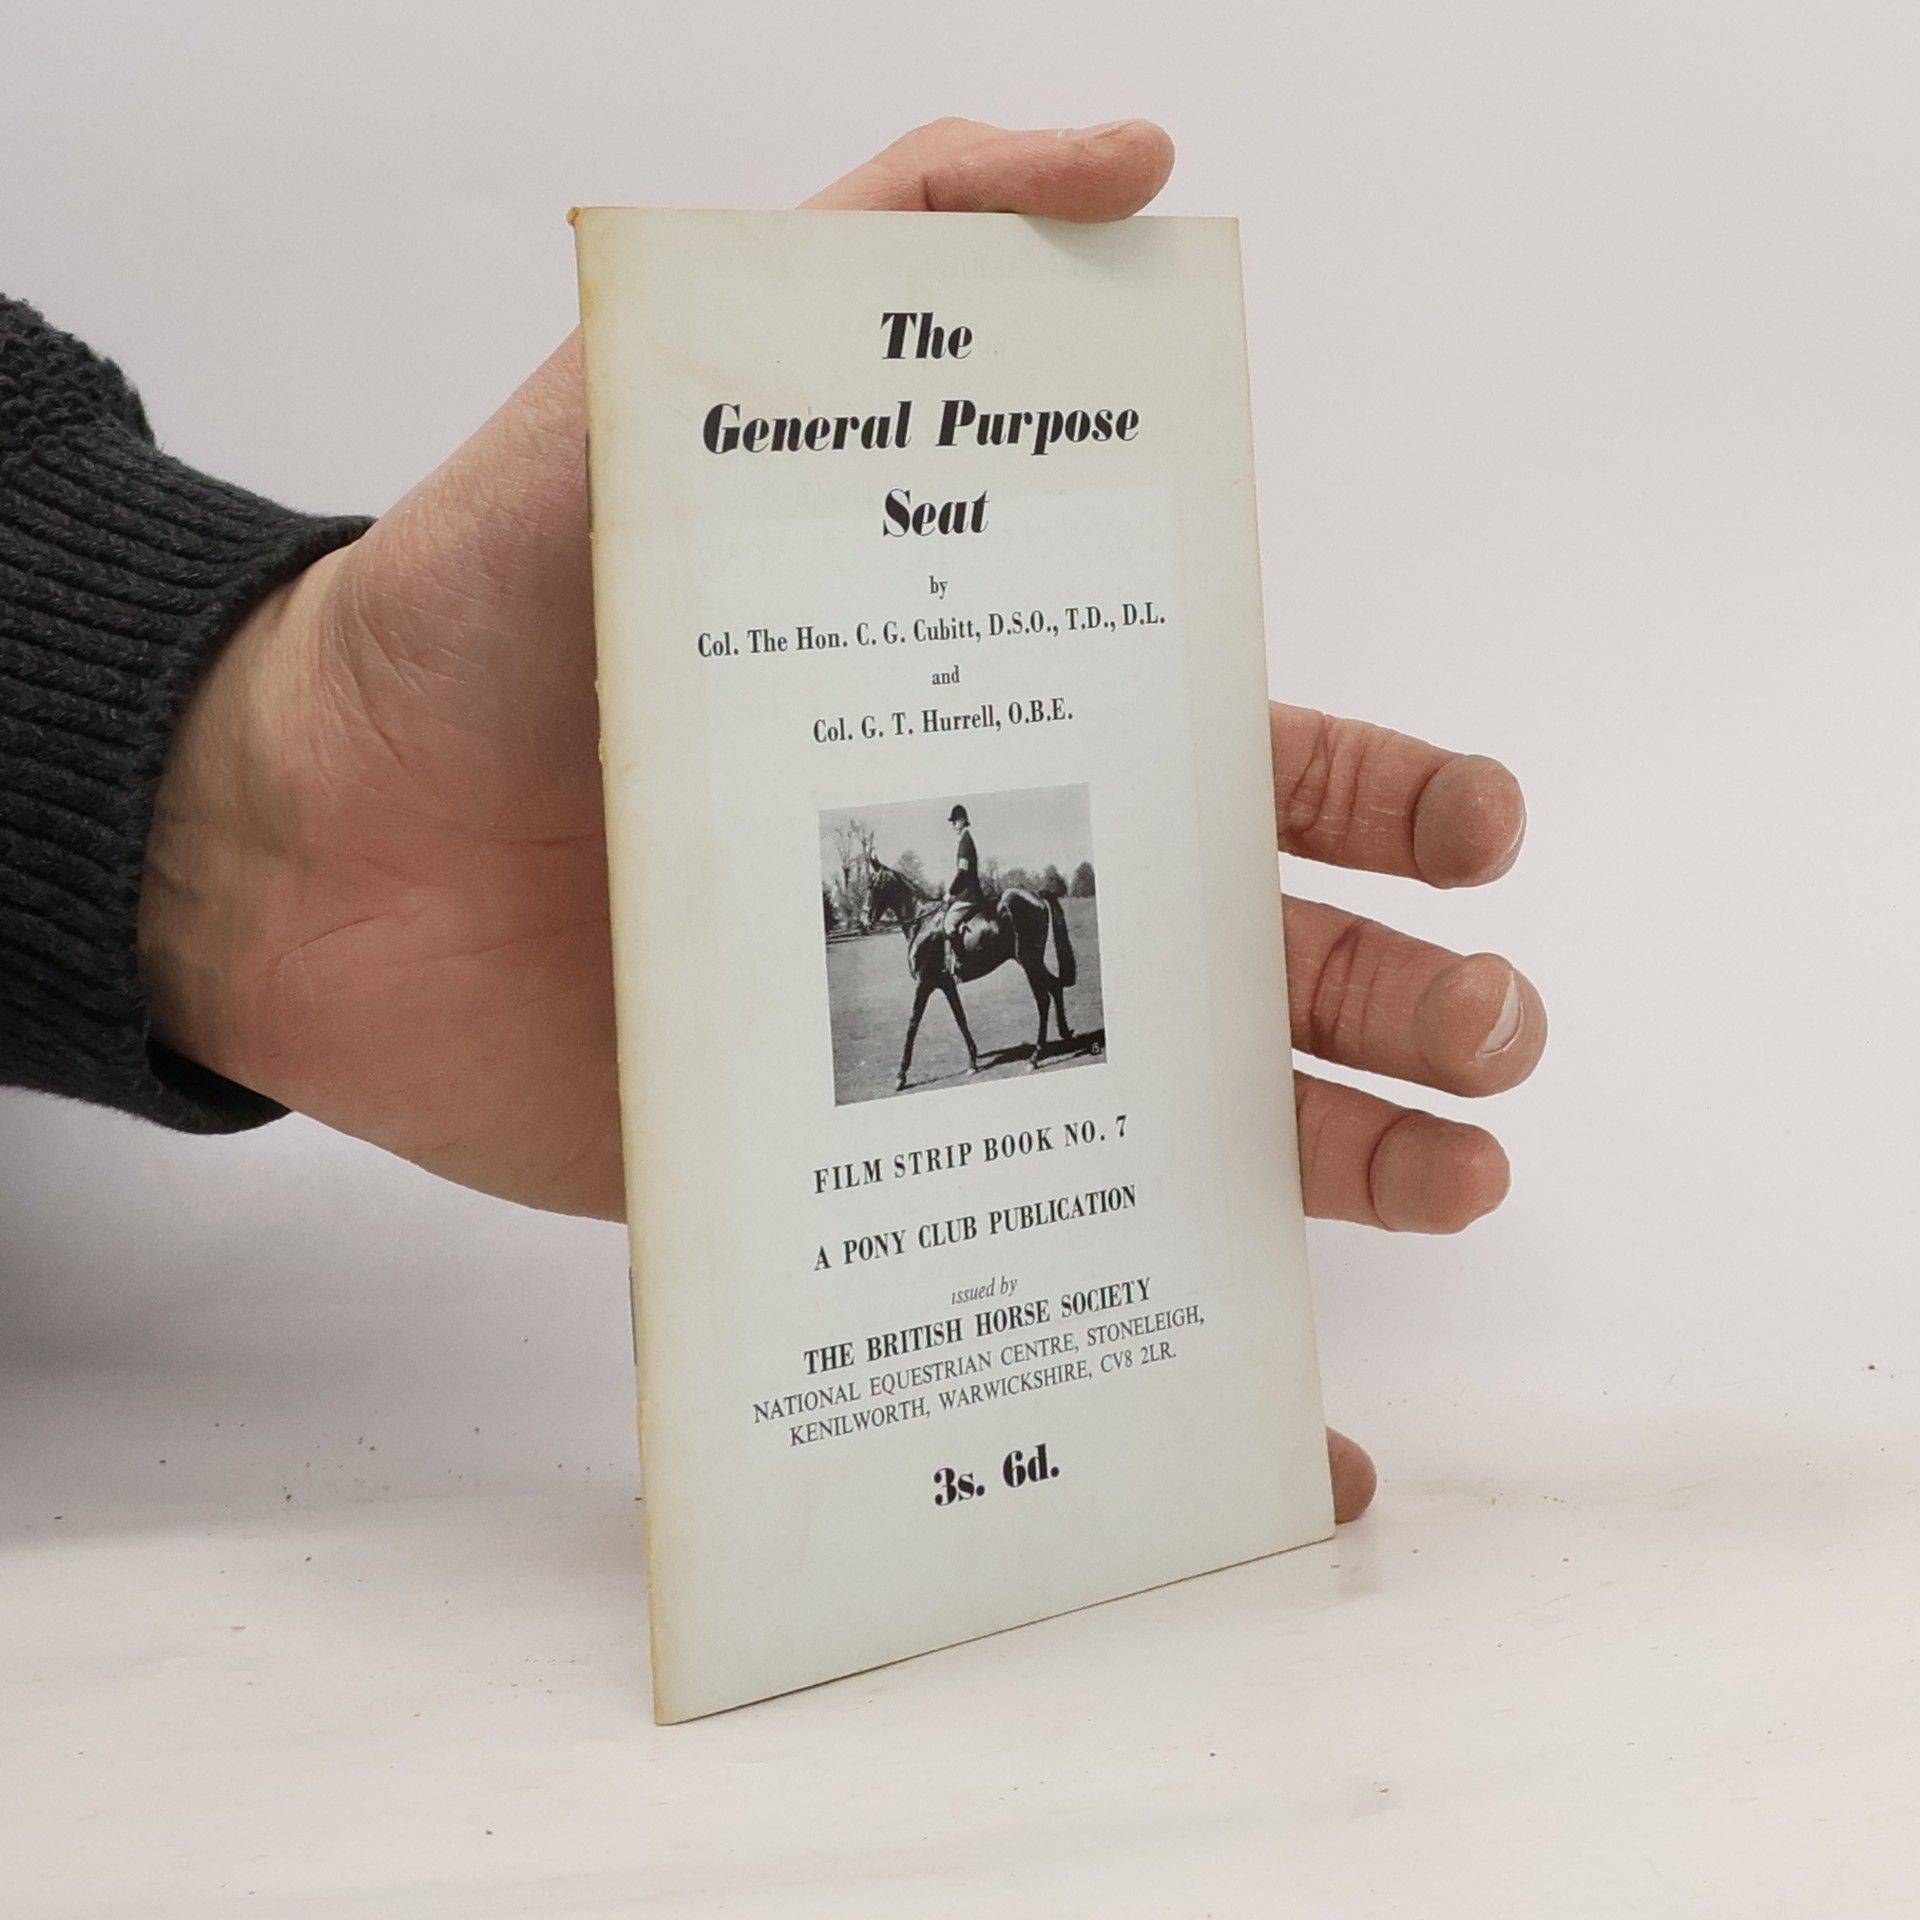 The
General Purpose
Seat
by
Col. The Hon. C. G. Cubitt, D.S.O., T.D., D.L.
and
Col. G. T. Hurrell, O.B.E.
15
FILM STRIP BOOK NO. 7
A PONY CLUB PUBLICATION
issued by
THE BRITISH HORSE SOCIETY
NATIONAL EQUESTRIAN CENTRE, STONELEIGH,
KENILWORTH, WARWICKSHIRE, CV8 2LR.
3s. 6d.